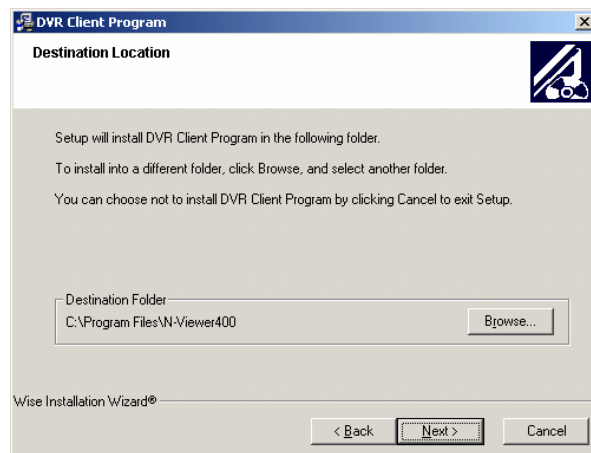 DVR Client Program
Destination Location
Setup will install DVR Client Program in the following folder.
To install into a different folder, click Browse, and select another folder.
You can choose not to install DVR Client Program by clicking Cancel to exit Setup.
Destination Folder
C:\Program Files\N-Viewer400
Browse...
Wise Installation Wizard®
< Back
Next >
Cancel